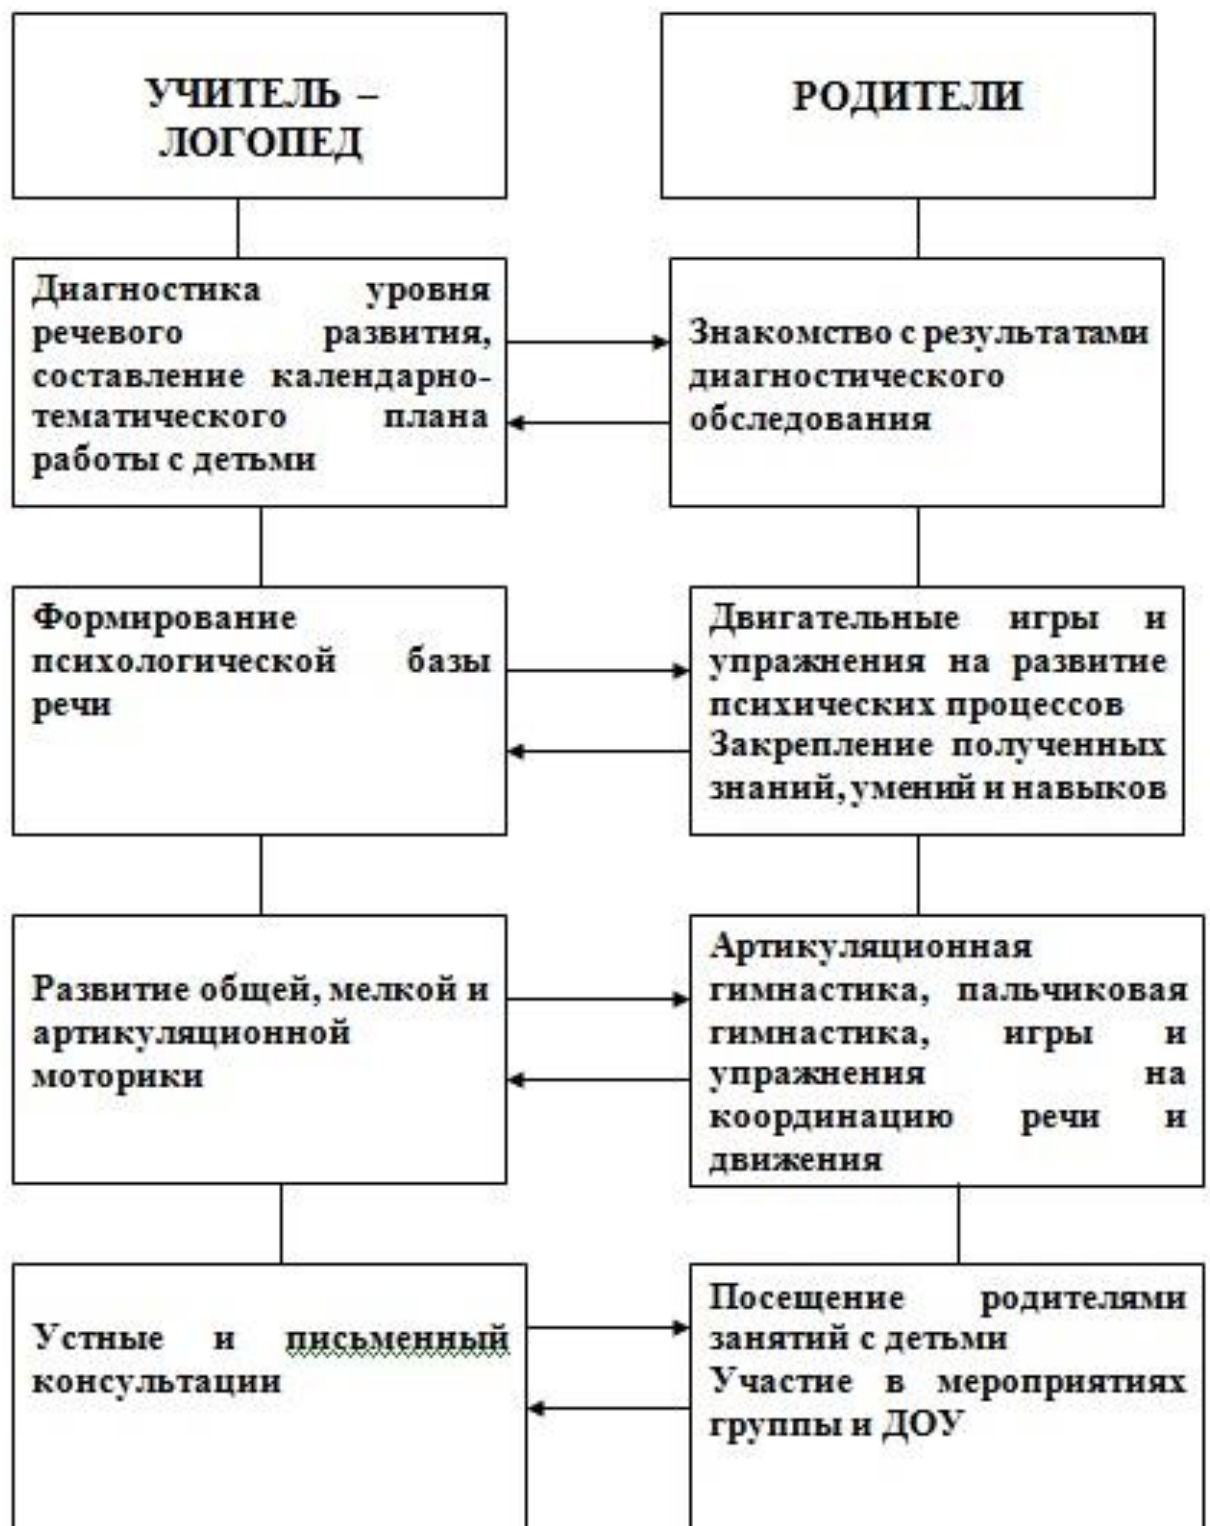 УЧИТЕЛЬ –
ЛОГОПЕД
РОДИТЕЛИ
Диагностика уровня
речевого развития,
составление календарно-
тематического плана
работы с детьми
Знакомство с результатами
диагностического
обследования
Формирование
психологической базы
речи
Двигательные игры и
упражнения на развитие
психических процессов
Закрепление полученных
знаний, умений и навыков
Развитие общей, мелкой и
артикуляционной
моторики
Артикуляционная
гимнастика, пальчиковая
гимнастика, игры и
упражнения на
координацию речи и
движения
Устные и письменный
консультации
Посещение родителями
занятий с детьми
Участие в мероприятиях
группы и ДОУ